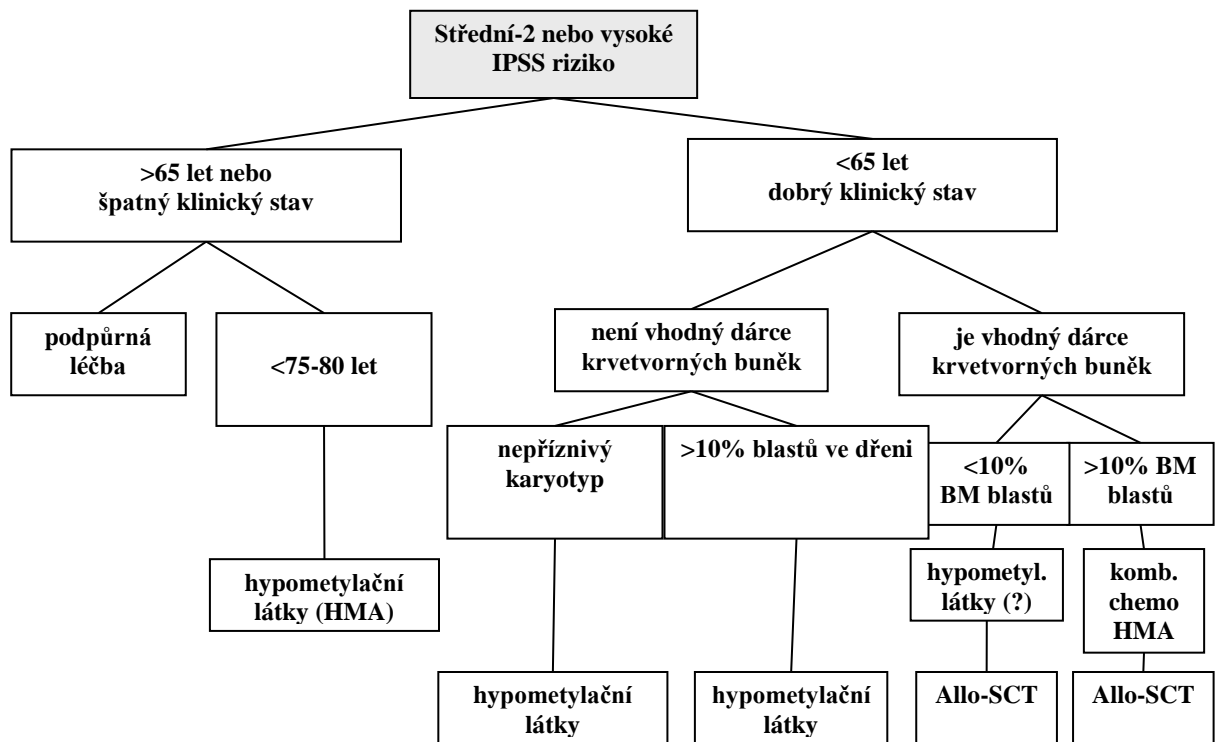 Střední-2 nebo vysoké
IPSS riziko
>65 let nebo
špatný klinický stav
<65 let
dobrý klinický stav
podpůrná
léčba
<75-80 let
není vhodný dárce
krvetvorných buněk
je vhodný dárce
krvetvorných buněk
nepříznivý
karyotyp
>10% blastů ve dřeni
<10%
BM blastů
>10% BM
blastů
hypometylační
látky (HMA)
hypometyl.
látky (?)
komb.
chemo
HMA
hypometylační
látky
hypometylační
látky
Allo-SCT
Allo-SCT